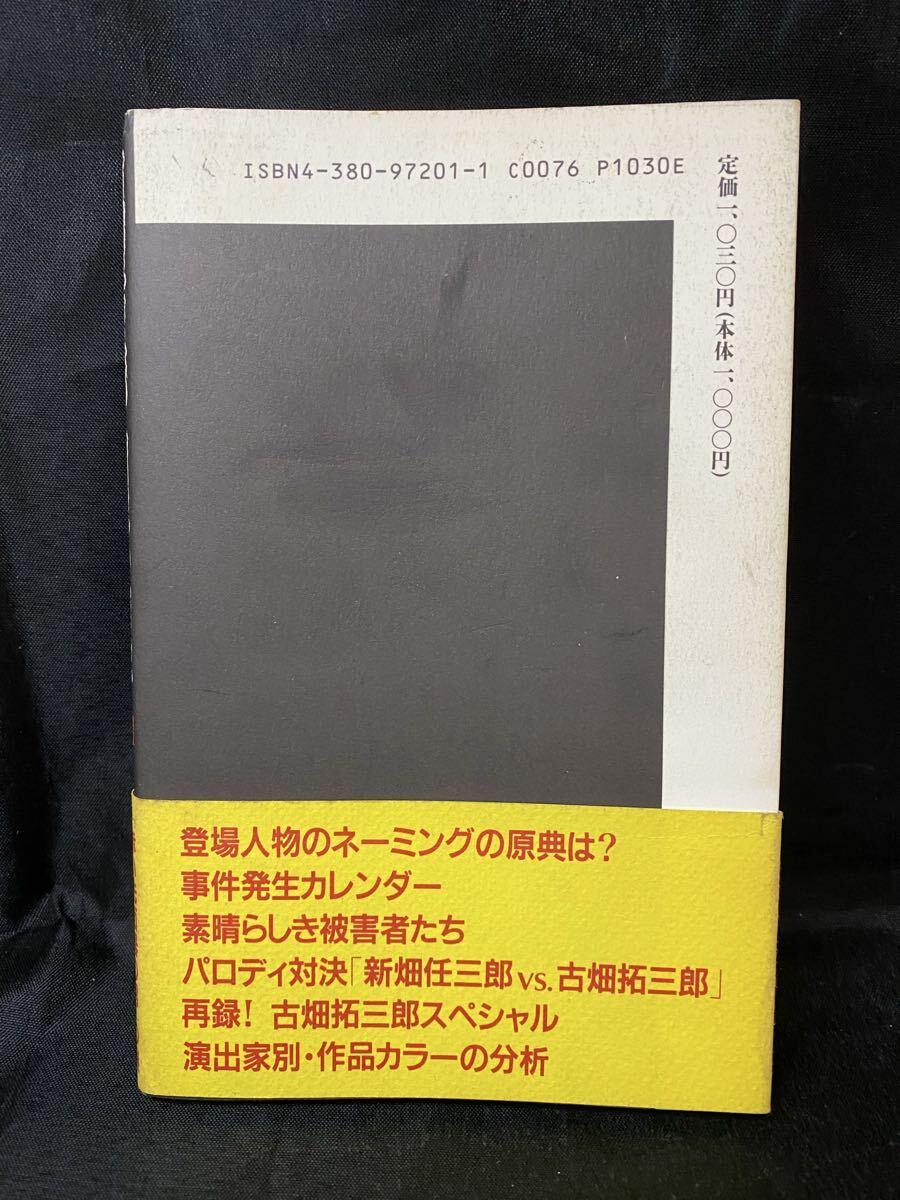 ISBN4-380-97201-1 C0076 P1030E
定価一、〇三〇円(本体一、〇〇〇円)
登場人物のネーミングの原典は?
事件発生カレンダー
素晴らしき被害者たち
パロディ対決「新畑任三郎vs.古畑拓三郎」
再録! 古畑拓三郎スペシャル
演出家別・作品カラーの分析